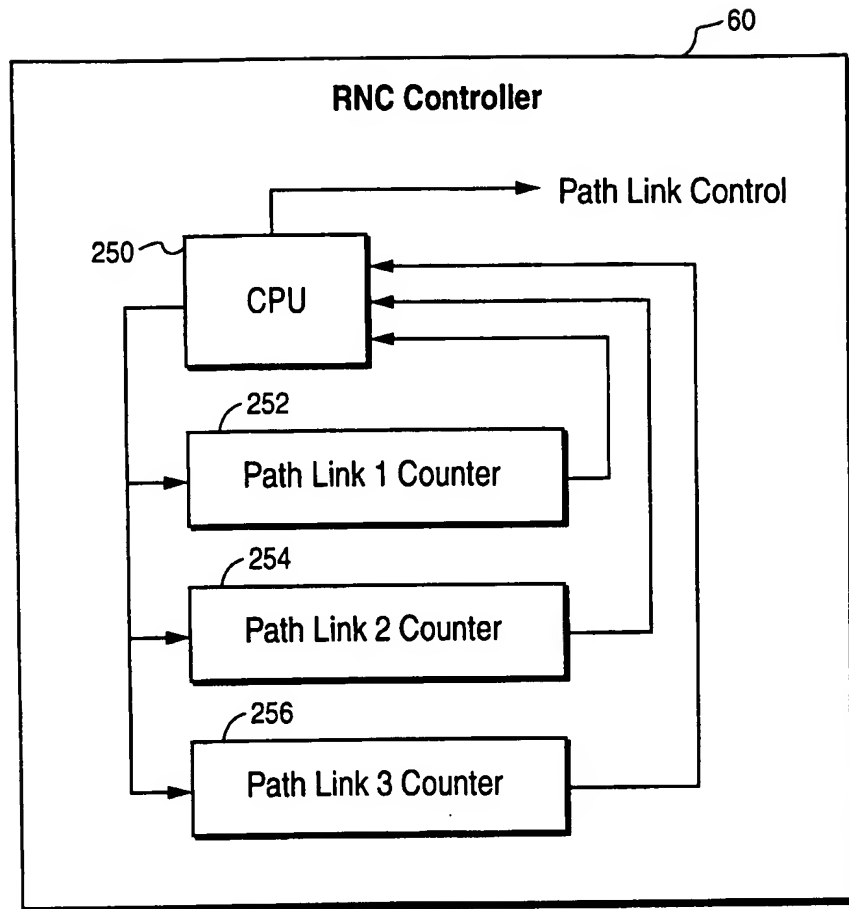 60
RNC Controller
Path Link Control
250
CPU
252
Path Link 1 Counter
254
Path Link 2 Counter
256
Path Link 3 Counter